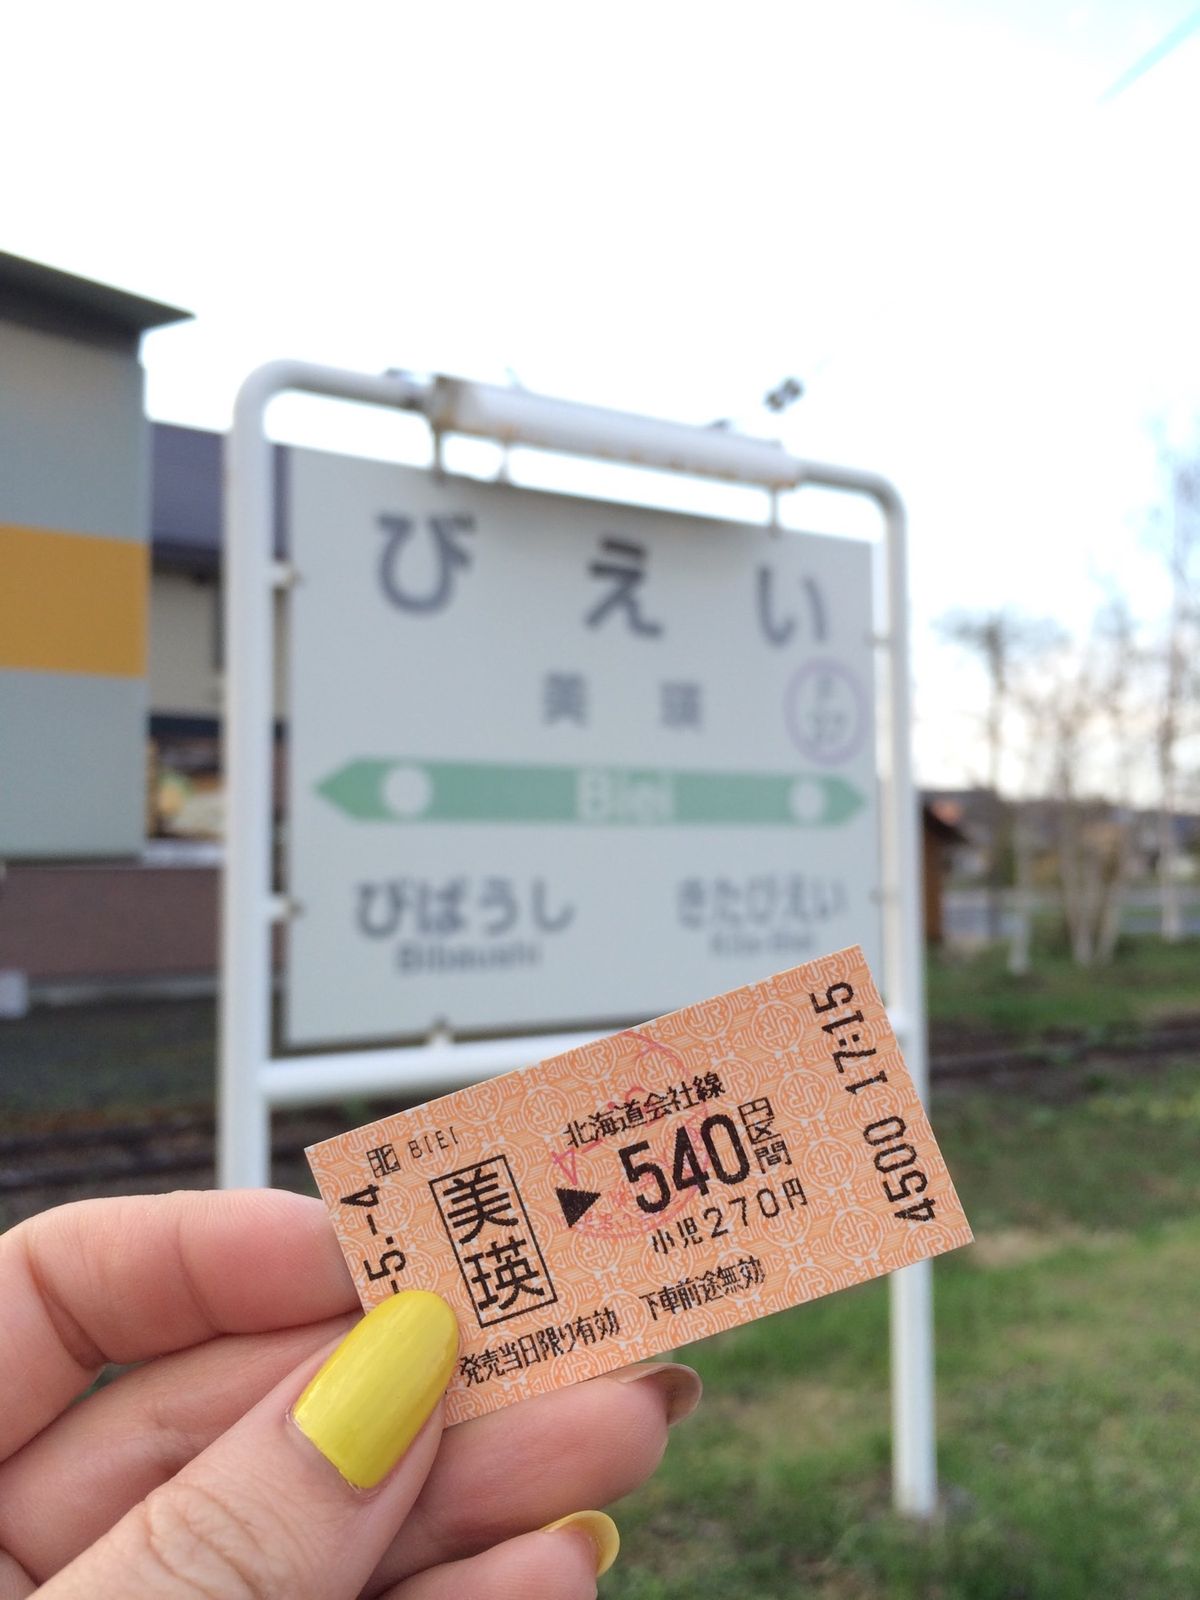 びえい
美瑛
Biei
びばうし
Bibaushi
きたびえい
Kita-Biei
北 BIEI
-5.-4
美瑛
北海道会社線
▶540円区間
小児270円
発売当日限り有効 下車前途無効
4500 17:15